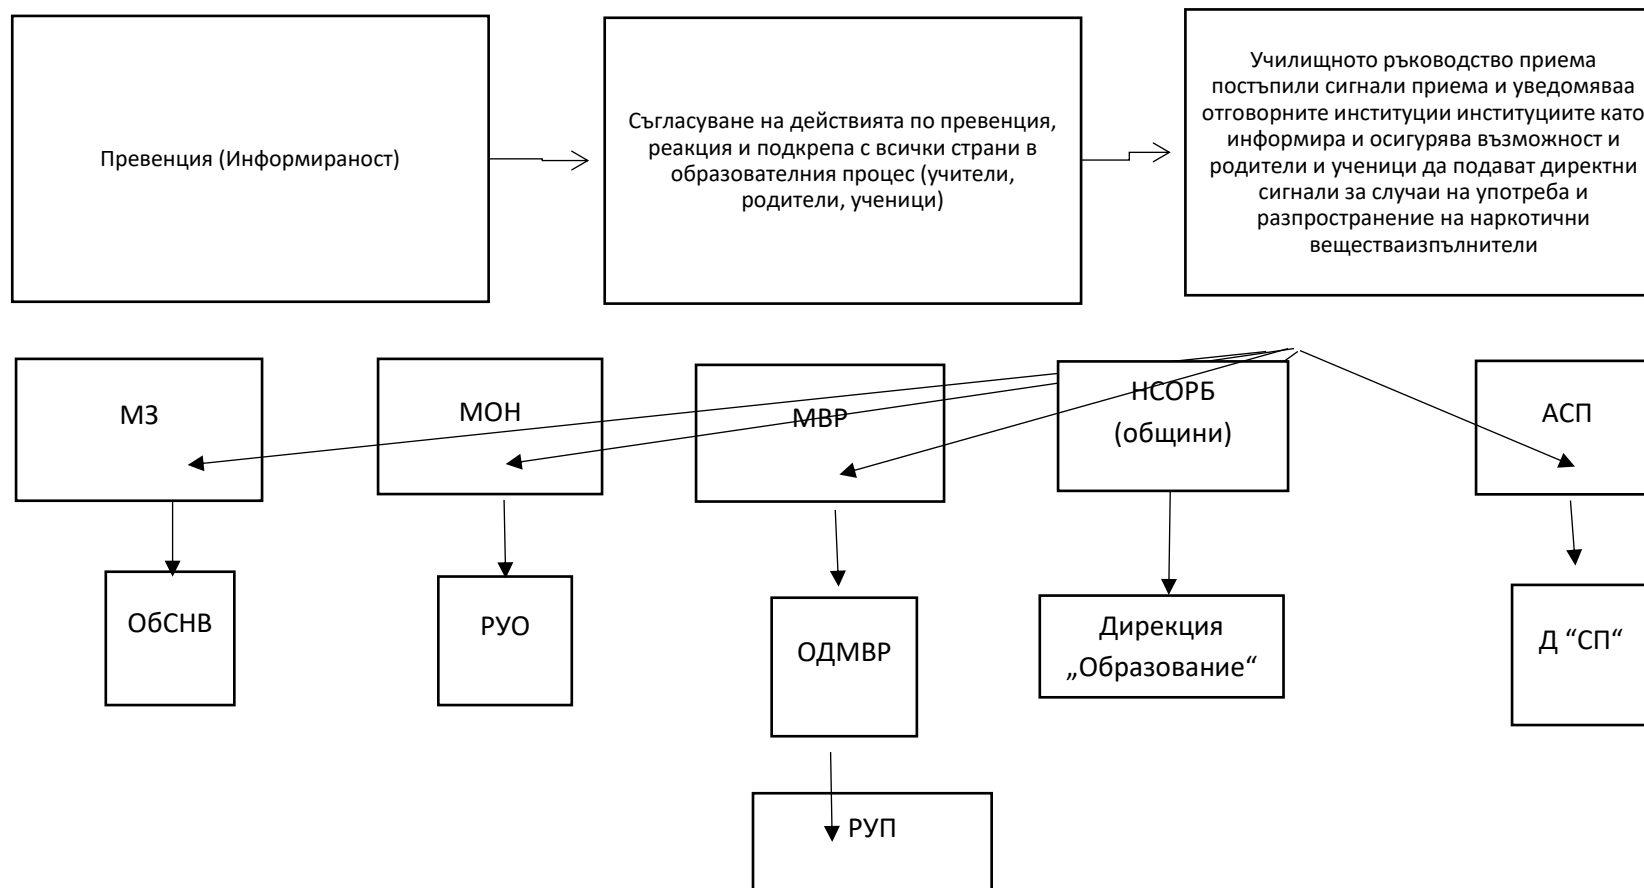 Превенция (Информираност)
Съгласуване на действията по превенция,
реакция и подкрепа с всички страни в
образователния процес (учители,
родители, ученици)
Училищното ръководство приема
постъпили сигнали приема и уведомяваа
отговорните институции институциите като
информира и осигурява възможност и
родители и ученици да подават директни
сигнали за случаи на употреба и
разпространение на наркотични
веществаизпълнители
МЗ
МОН
МВР
НСОРБ
(общини)
АСП
ОбСНВ
РУО
ОДМВР
Дирекция
„Образование“
Д “СП“
РУП